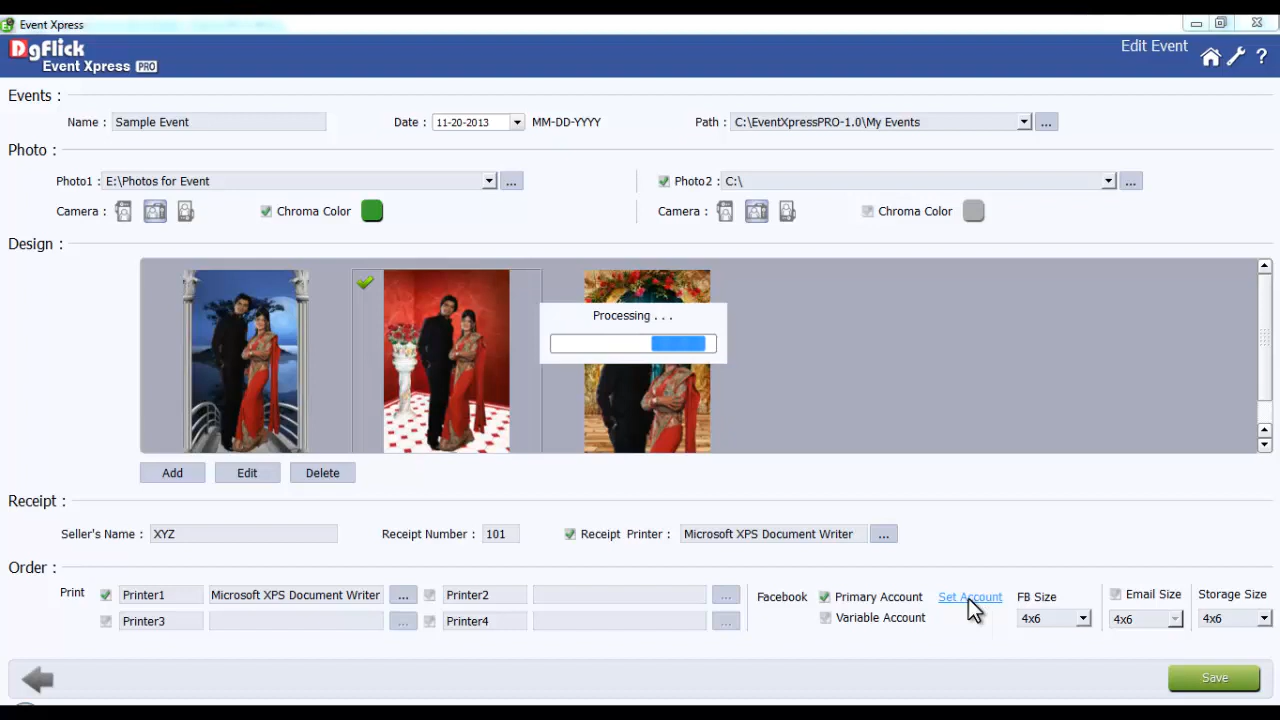 Event Xpress
DgFlick
Event Xpress PRO
Edit Event
?
Events :
Name : Sample Event Date : 11-20-2013 MM-DD-YYYY Path : C:\EventXpressPRO-1.0\My Events ...
Photo :
Photo1 : E:\Photos for Event ... Photo2 : C:\ ...
Camera : Chroma Color Camera : Chroma Color
Design :
Processing . . .
Add Edit Delete
Receipt :
Seller's Name : XYZ Receipt Number : 101 Receipt Printer : Microsoft XPS Document Writer ...
Order :
Print Printer1 Microsoft XPS Document Writer ... Printer2 ... Facebook Primary Account Set Account FB Size Email Size Storage Size
Printer3 ... Printer4 ... Variable Account 4x6 4x6 4x6
Save